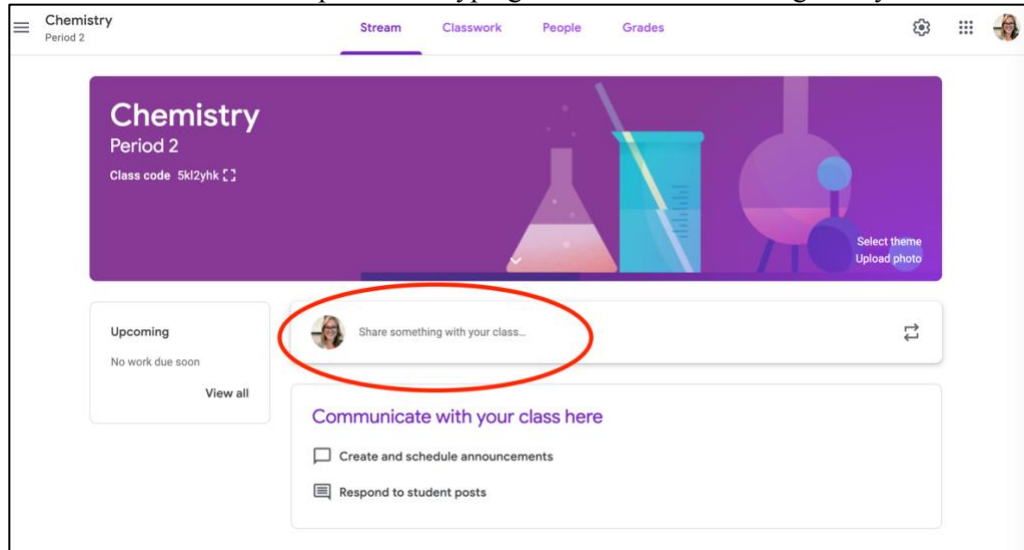 Chemistry
Period 2
Stream Classwork People Grades
Chemistry
Period 2
Class code 5kl2yhk
Select theme
Upload photo
Upcoming
No work due soon
View all
Share something with your class...
Communicate with your class here
Create and schedule announcements
Respond to student posts